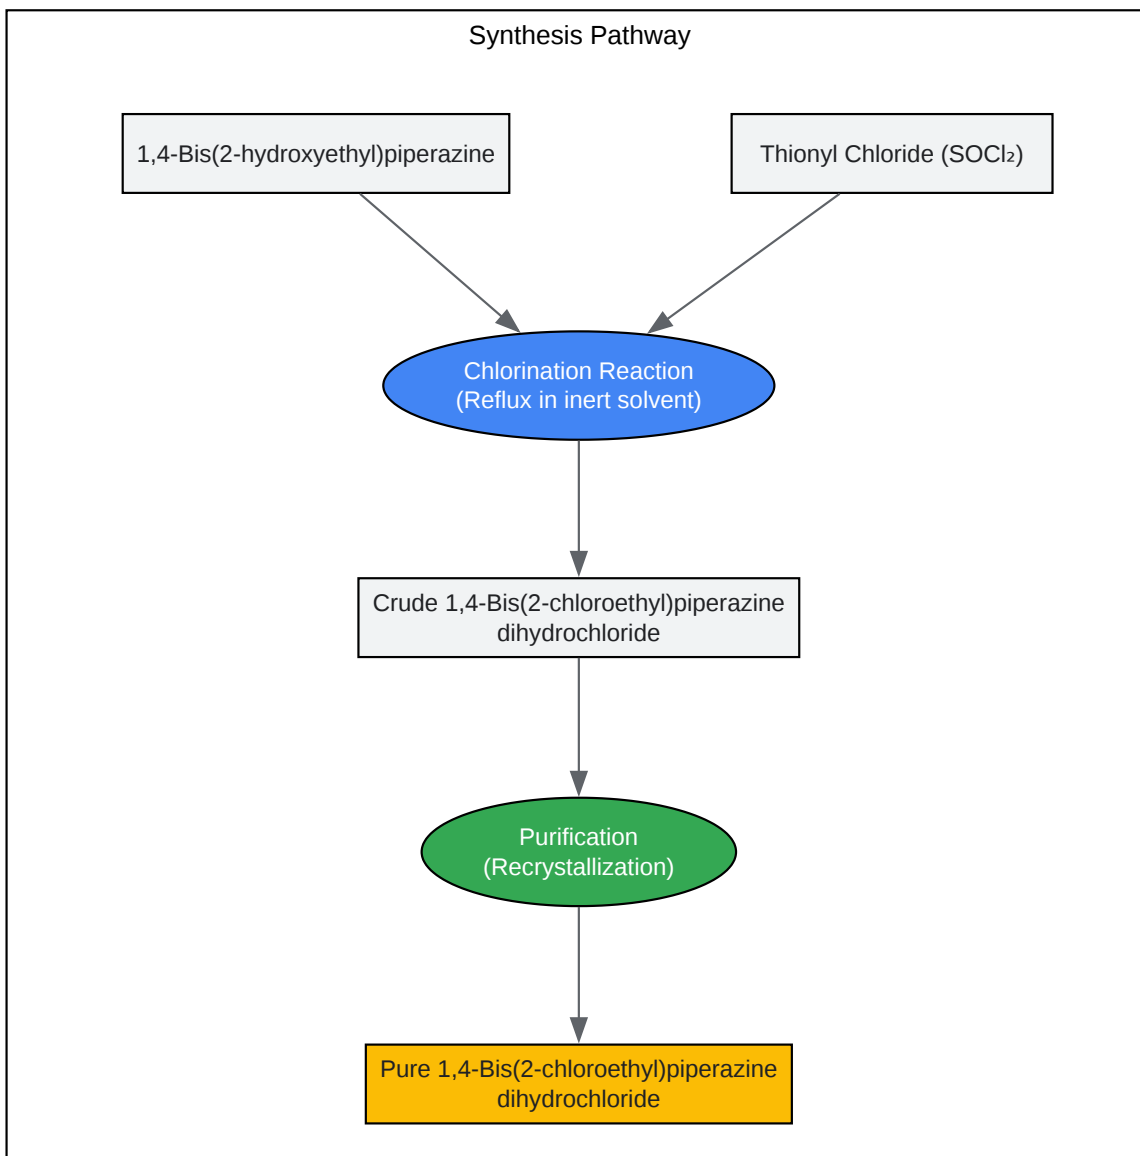 Synthesis Pathway
1,4-Bis(2-hydroxyethyl)piperazine
Thionyl Chloride (SOCl₂)
Chlorination Reaction
(Reflux in inert solvent)
Crude 1,4-Bis(2-chloroethyl)piperazine
dihydrochloride
Purification
(Recrystallization)
Pure 1,4-Bis(2-chloroethyl)piperazine
dihydrochloride